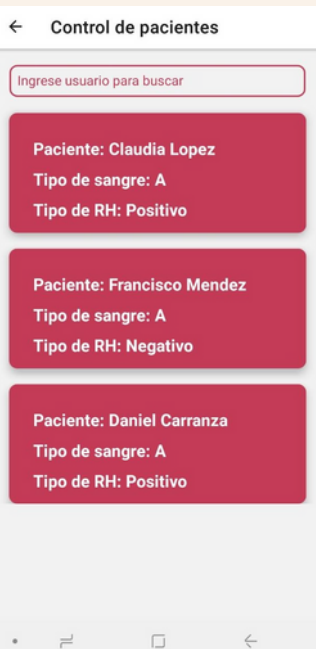 Control de pacientes
Ingrese usuario para buscar
Paciente: Claudia Lopez
Tipo de sangre: A
Tipo de RH: Positivo
Paciente: Francisco Mendez
Tipo de sangre: A
Tipo de RH: Negativo
Paciente: Daniel Carranza
Tipo de sangre: A
Tipo de RH: Positivo